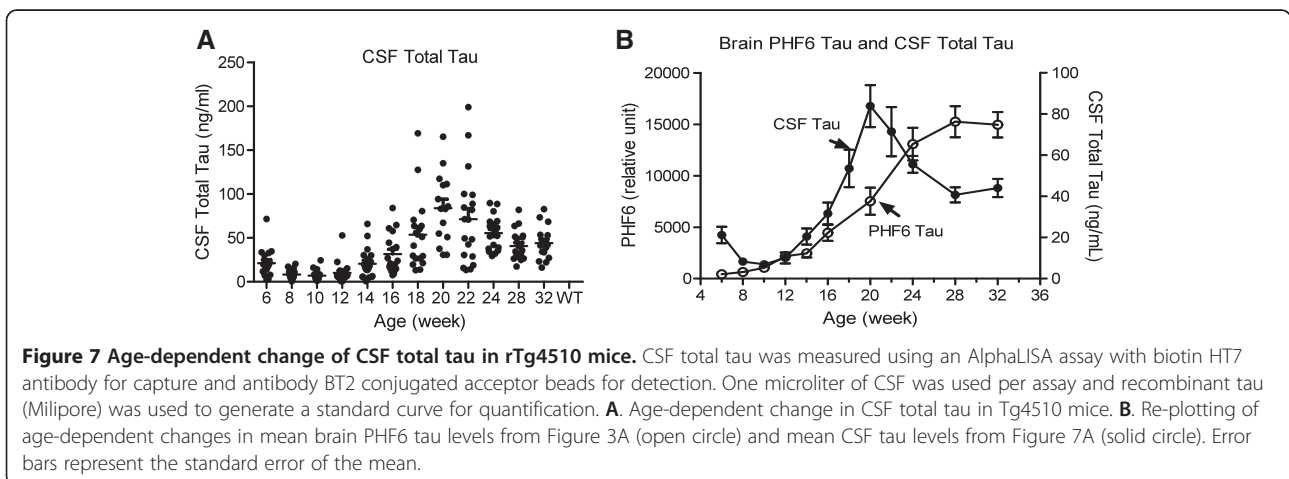 A
CSF Total Tau
CSF Total Tau (ng/ml)
250
200
150
100
50
0
6 8 10 12 14 16 18 20 22 24 28 32 WT
Age (week)
B
Brain PHF6 Tau and CSF Total Tau
PHF6 (relative unit)
20000
15000
10000
5000
0
CSF Tau
PHF6 Tau
100
80
60
40
20
0
CSF Total Tau (ng/mL)
4 8 12 16 20 24 28 32 36
Age (week)
Figure 7 Age-dependent change of CSF total tau in rTg4510 mice. CSF total tau was measured using an AlphaLISA assay with biotin HT7
antibody for capture and antibody BT2 conjugated acceptor beads for detection. One microliter of CSF was used per assay and recombinant tau
(Milipore) was used to generate a standard curve for quantification. A. Age-dependent change in CSF total tau in Tg4510 mice. B. Re-plotting of
age-dependent changes in mean brain PHF6 tau levels from Figure 3A (open circle) and mean CSF tau levels from Figure 7A (solid circle). Error
bars represent the standard error of the mean.